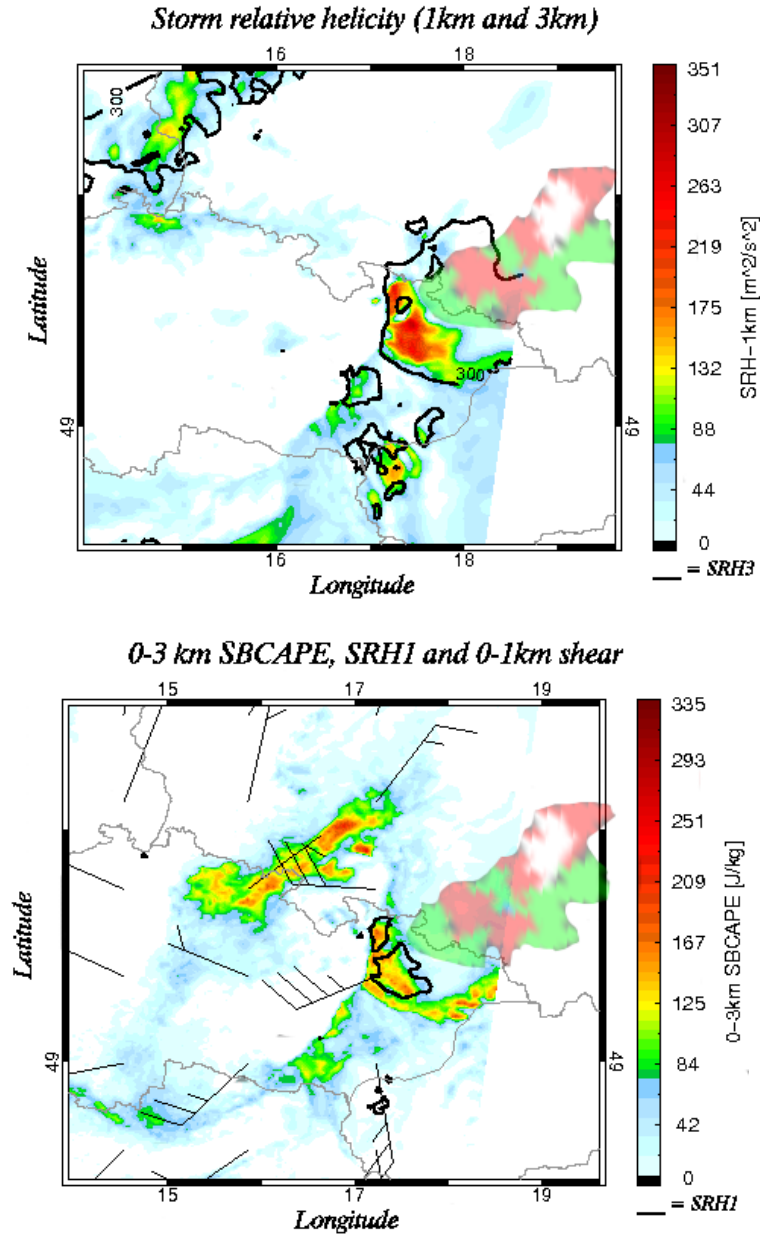 Storm relative helicity (1km and 3km)
16 18
351
307
263
219
175
132
88
44
0
SRH-1km [m^2/s^2]
300
300
Latitude
49
49
15 16 17 18
Longitude
= SRH3
0-3 km SBCAPE, SRH1 and 0-1km shear
15 17 19
335
293
251
209
167
125
84
42
0
0-3km SBCAPE [J/kg]
Latitude
49
49
15 16 17 19
Longitude
= SRH1